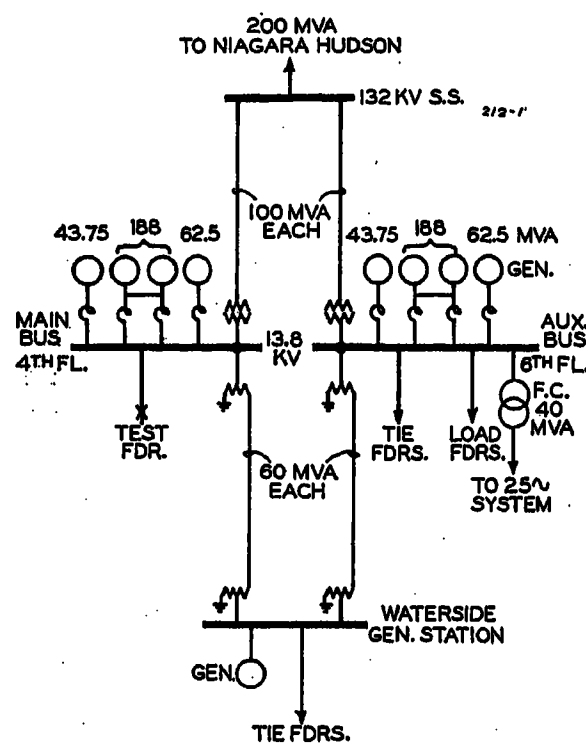 200 MVA
TO NIAGARA HUDSON
132 KV S.S.
212-1'
100 MVA
EACH
43.75
188
62.5
43.75
188
62.5 MVA
GEN.
MAIN
BUS
4TH FL.
13.8
KV
AUX.
BUS
6TH FL.
TEST
FDR.
TIE
FDRS.
LOAD
FDRS.
F.C.
40
MVA
TO 25~
SYSTEM
60 MVA
EACH
WATERSIDE
GEN. STATION
GEN.
TIE FDRS.